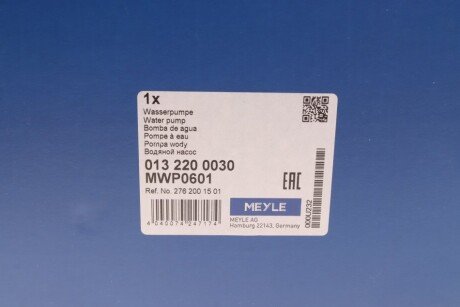 1x
Wasserpumpe
Water pump
Bomba de agua
Pompe à eau
Pompa wody
Водяной насос
013 220 0030
MWP0601
Ref. No. 276 200 15 01
EAC
MEYLE
MEYLE AG
Hamburg 22143, Germany
4 040074 247174